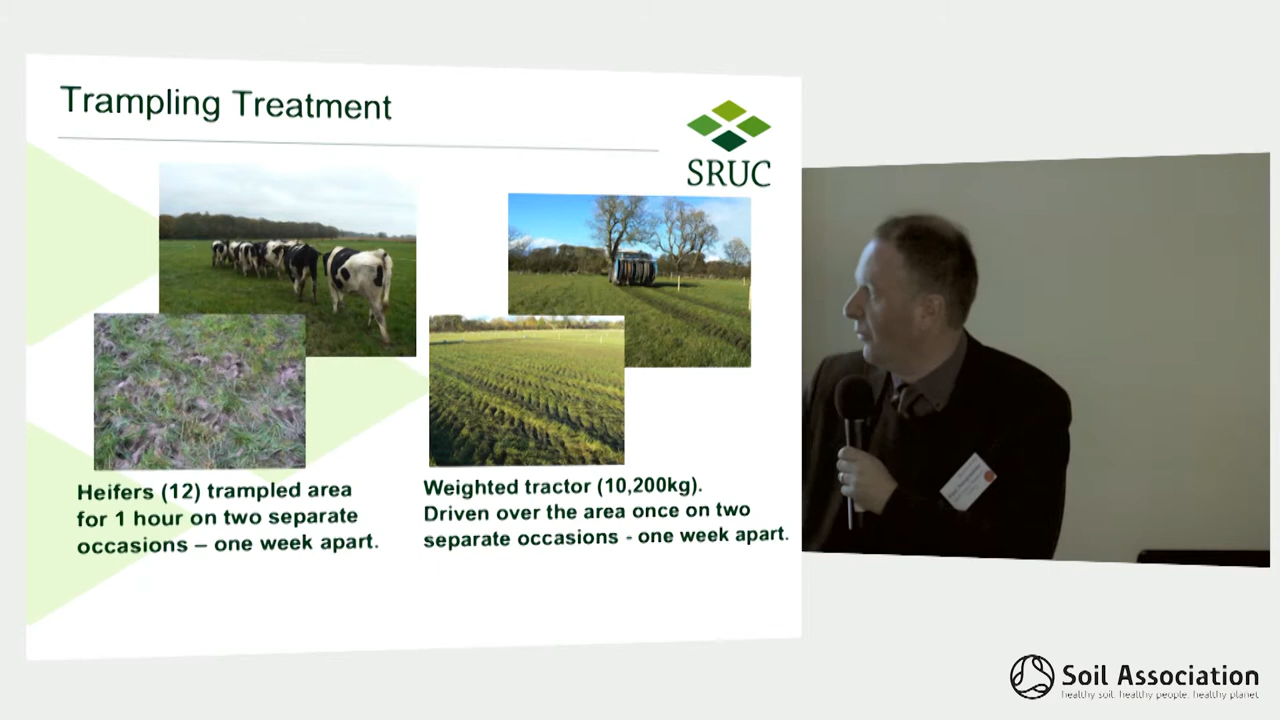 Trampling Treatment
SRUC
Heifers (12) trampled area
for 1 hour on two separate
occasions – one week apart.
Weighted tractor (10,200kg).
Driven over the area once on two
separate occasions - one week apart.
Soil Association
healthy soil. healthy people. healthy planet